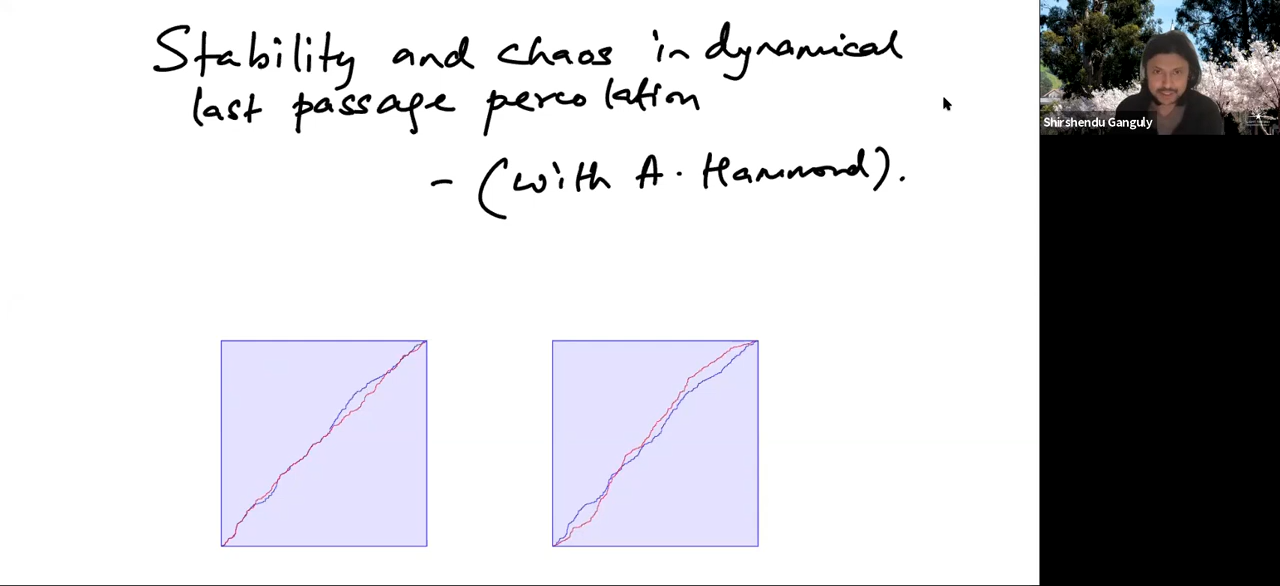 Stability and chaos in dynamical
last passage percolation
- (with A. Hammond).
Shirshendu Ganguly